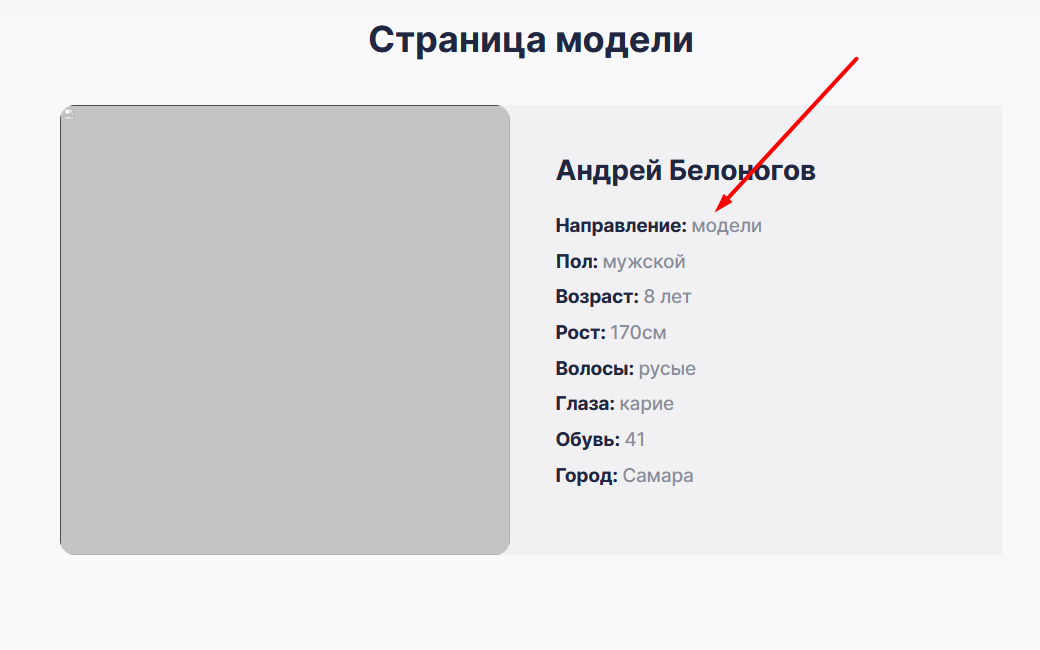 Страница модели
Андрей Белоногов
Направление: модели
Пол: мужской
Возраст: 8 лет
Рост: 170см
Волосы: русые
Глаза: карие
Обувь: 41
Город: Самара